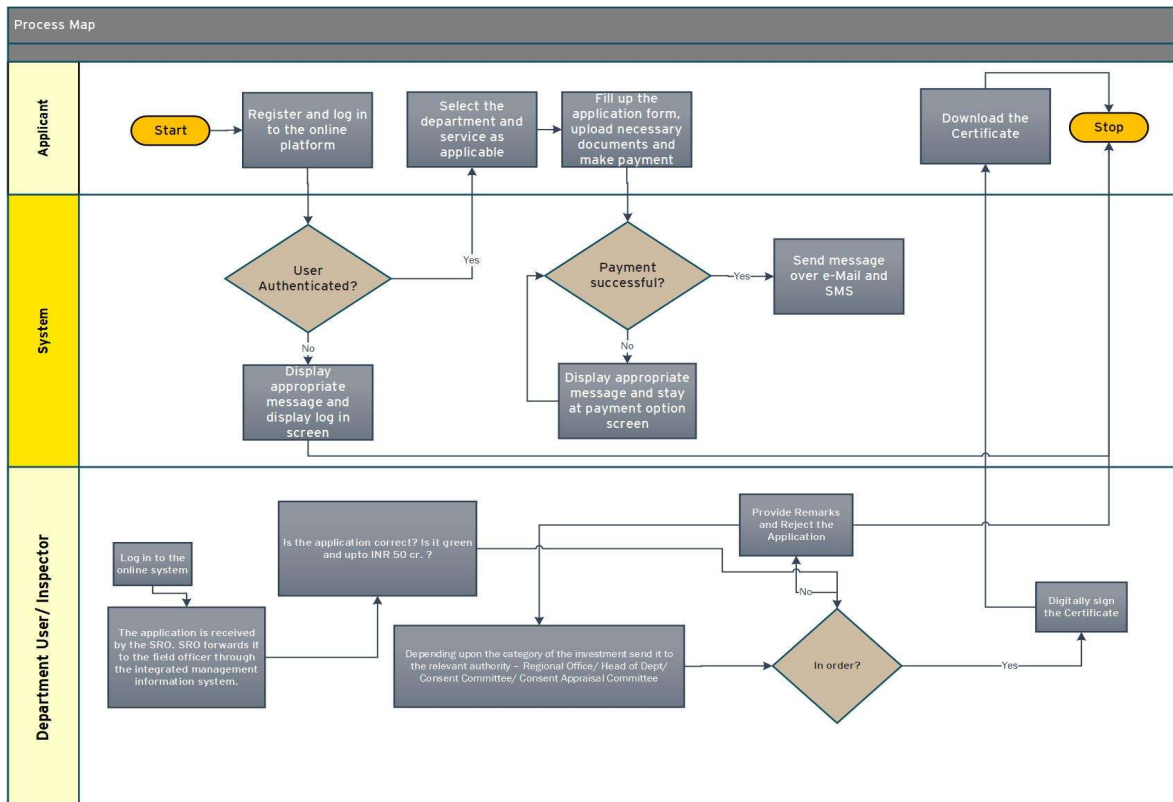 Process Map
Applicant
Start
Register and log in
to the online
platform
Select the
department and
service as
applicable
Fill up the
application form,
upload necessary
documents and
make payment
Download the
Certificate
Stop
System
User
Authenticated?
Yes
No
Display
appropriate
message and
display log in
screen
Payment
successful?
Yes
No
Display appropriate
message and stay
at payment option
screen
Send message
over e-Mail and
SMS
Department User/ Inspector
Log in to the
online system
The application is received
by the SRO. SRO forwards it
to the field officer through
the integrated management
information system.
Is the application correct? Is it green
and upto INR 50 cr. ?
Depending upon the category of the investment send it to
the relevant authority – Regional Office/ Head of Dept/
Consent Committee/ Consent Appraisal Committee
Provide Remarks
and Reject the
Application
No
In order?
Yes
Digitally sign
the Certificate